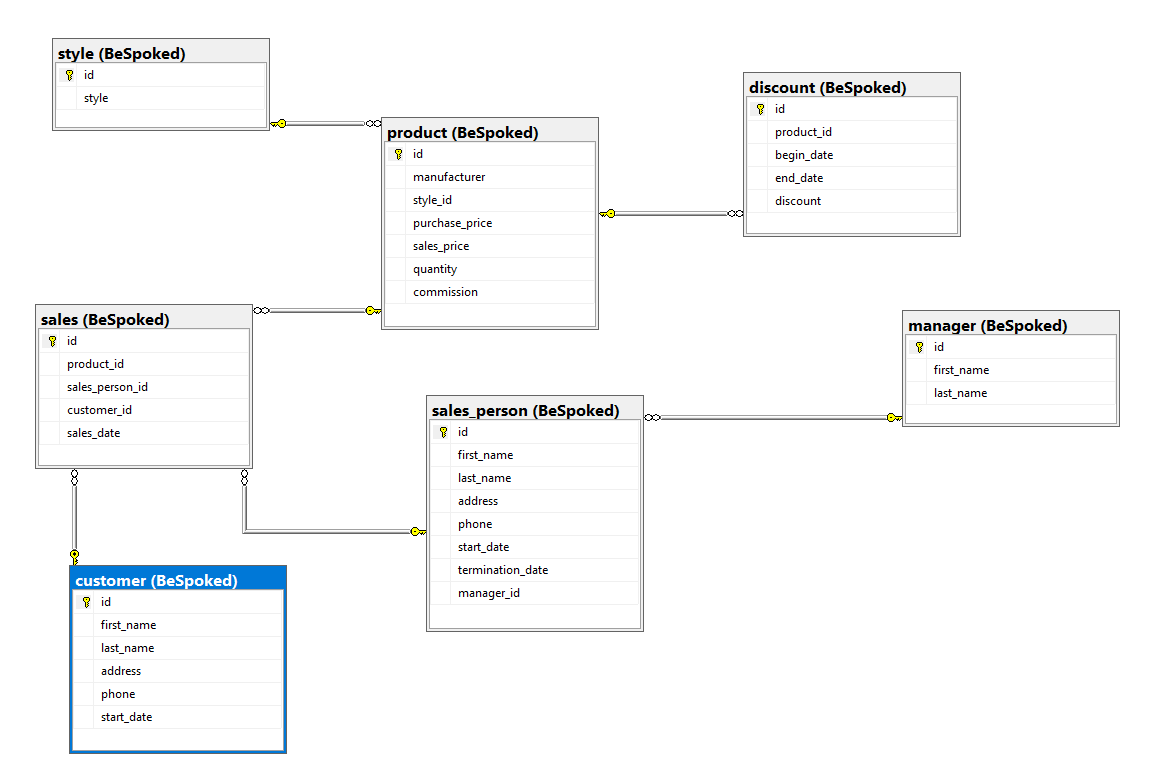 style (BeSpoked)
id
style
product (BeSpoked)
id
manufacturer
style_id
purchase_price
sales_price
quantity
commission
discount (BeSpoked)
id
product_id
begin_date
end_date
discount
sales (BeSpoked)
id
product_id
sales_person_id
customer_id
sales_date
manager (BeSpoked)
id
first_name
last_name
sales_person (BeSpoked)
id
first_name
last_name
address
phone
start_date
termination_date
manager_id
customer (BeSpoked)
id
first_name
last_name
address
phone
start_date